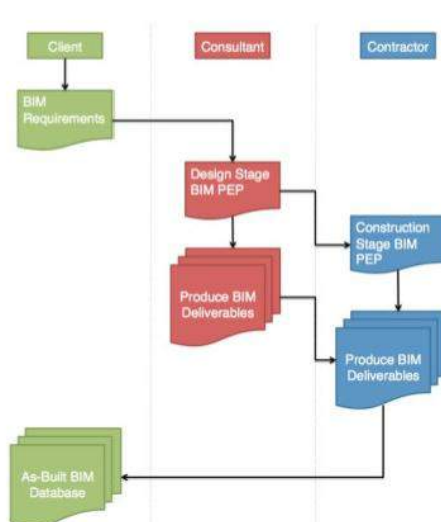 Client
Consultant
Contractor
BIM
Requirements
Design Stage
BIM PEP
Construction
Stage BIM
PEP
Produce BIM
Deliverables
Produce BIM
Deliverables
As-Built BIM
Database